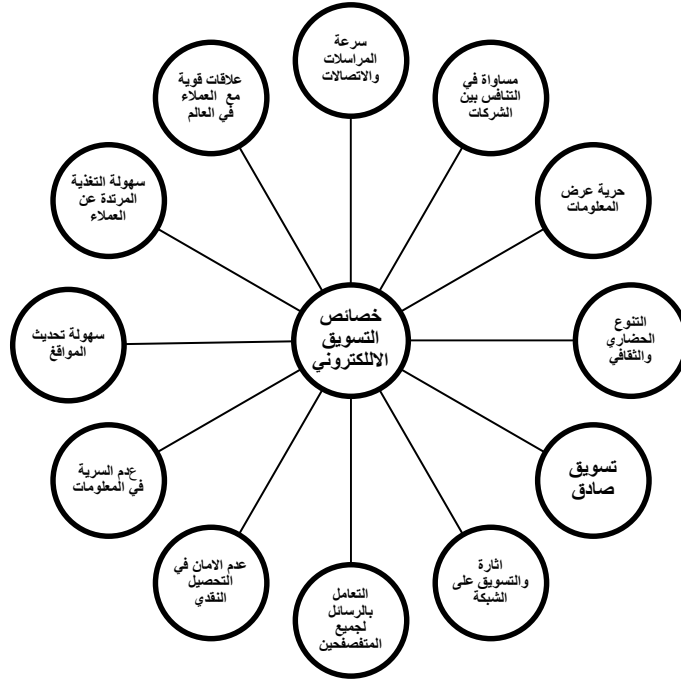 خصائص
التسويق
الاللكتروني
سرعة
المراسلات
والاتصالات
مساواة في
التنافس بين
الشركات
حرية عرض
المعلومات
التنوع
الحضاري
والثقافي
تسويق
صادق
اثارة
والتسويق على
الشبكة
التعامل
بالرسائل
لجميع
المتفصفحين
عدم الامان في
التحصيل
النقدي
عدم السرية
في المعلومات
سهولة تحديث
المواقغ
سهولة التغذية
المرتدة عن
العملاء
علاقات قوية
مع العملاء
في العالم